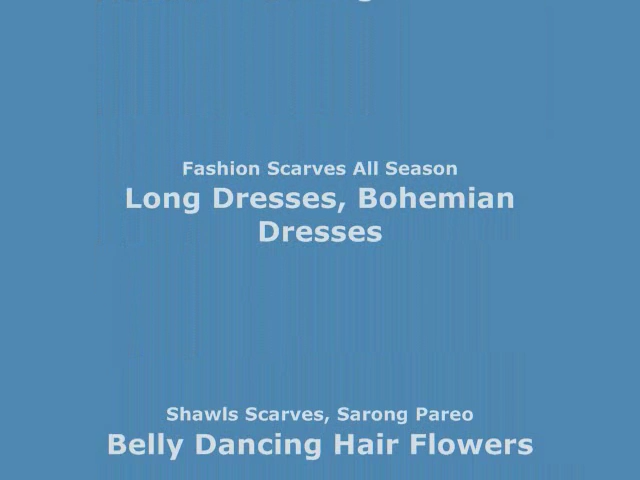 Fashion Scarves All Season
Long Dresses, Bohemian
Dresses
Shawls Scarves, Sarong Pareo
Belly Dancing Hair Flowers